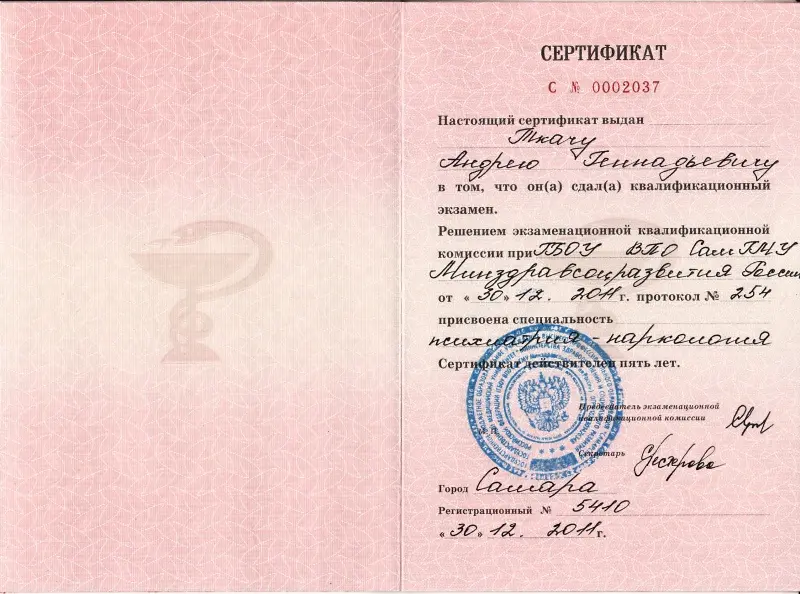 СЕРТИФИКАТ
С № 0002037
Настоящий сертификат выдан
Ткачу
Андрею Геннадьевичу
в том, что он(а) сдал(а) квалификационный
экзамен.
Решением экзаменационной квалификационной
комиссии при ГБОУ ВПО СамГМУ
Минздравсоцразвития России
от «30» 12. 2011 г. протокол № 254
присвоена специальность
психиатрия - наркология
Сертификат действителен пять лет.
Председатель экзаменационной
квалификационной комиссии
М.П.
Секретарь
Город Самара
Регистрационный № 5410
«30» 12. 2011 г.